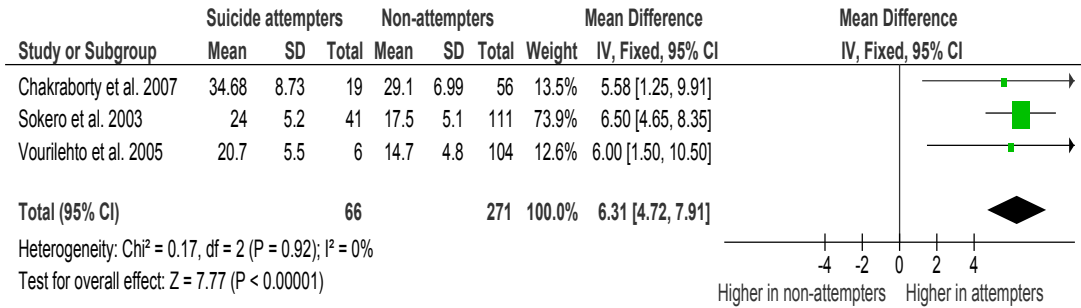 Suicide attempters Non-attempters Mean Difference Mean Difference
Study or Subgroup Mean SD Total Mean SD Total Weight IV, Fixed, 95% CI IV, Fixed, 95% CI
Chakraborty et al. 2007 34.68 8.73 19 29.1 6.99 56 13.5% 5.58 [1.25, 9.91]
Sokero et al. 2003 24 5.2 41 17.5 5.1 111 73.9% 6.50 [4.65, 8.35]
Vourilehto et al. 2005 20.7 5.5 6 14.7 4.8 104 12.6% 6.00 [1.50, 10.50]
Total (95% CI) 66 271 100.0% 6.31 [4.72, 7.91]
Heterogeneity: Chi² = 0.17, df = 2 (P = 0.92); I² = 0%
Test for overall effect: Z = 7.77 (P < 0.00001)
-4 -2 0 2 4
Higher in non-attempters Higher in attempters